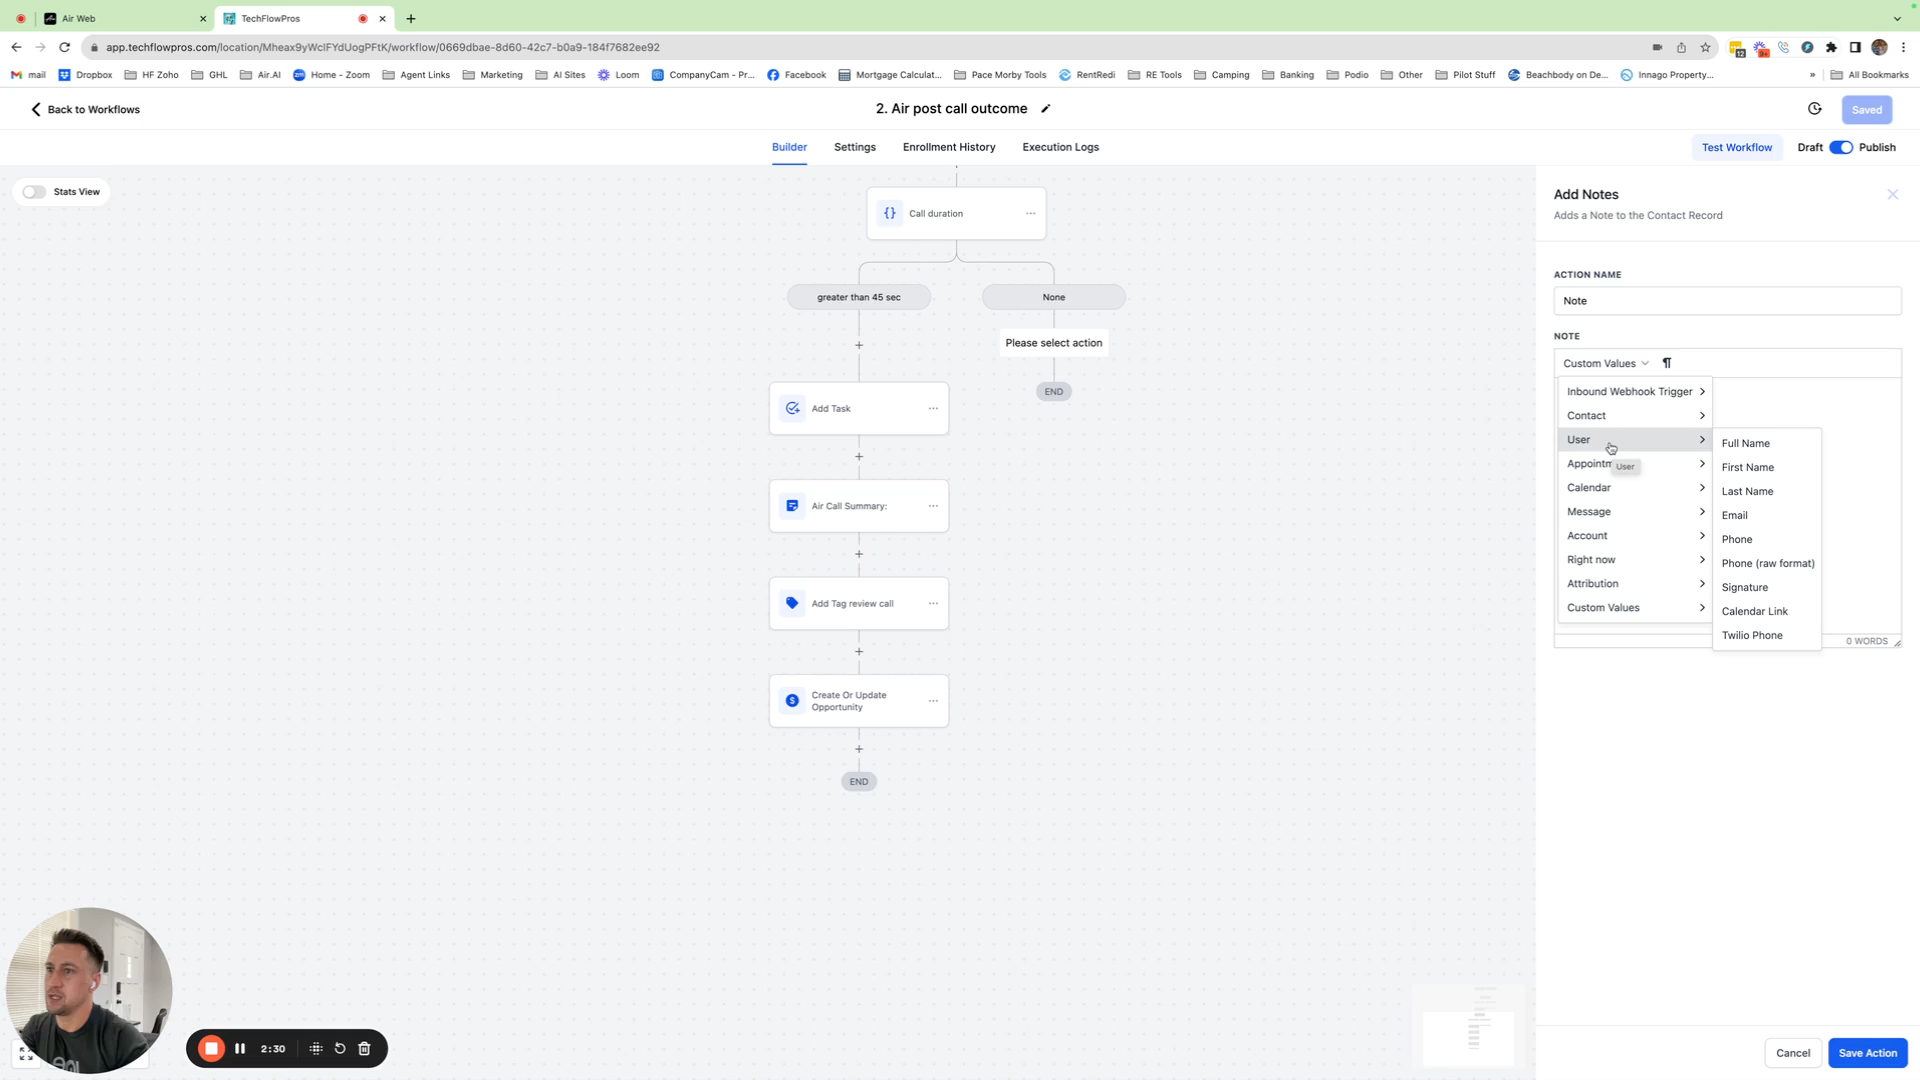 Air Web
TechFlowPros
app.techflowpros.com/location/Mheax9yWclFYdUogPFtK/workflow/0669dbae-8d60-42c7-b0a9-184f7682ee92
12
9+
mail
Dropbox
HF Zoho
GHL
Air.AI
Home - Zoom
Agent Links
Marketing
AI Sites
Loom
CompanyCam - Pr...
Facebook
Mortgage Calculat...
Pace Morby Tools
RentRedi
RE Tools
Camping
Banking
Podio
Other
Pilot Stuff
Beachbody on De...
Innago Property...
»
All Bookmarks
Back to Workflows
2. Air post call outcome
Saved
Builder
Settings
Enrollment History
Execution Logs
Test Workflow
Draft
Publish
Stats View
Call duration
greater than 45 sec
None
Please select action
END
Add Task
Air Call Summary:
Add Tag review call
Create Or Update
Opportunity
END
Add Notes
Adds a Note to the Contact Record
ACTION NAME
Note
NOTE
Custom Values
¶
Inbound Webhook Trigger
Contact
User
Appointm
User
Calendar
Message
Account
Right now
Attribution
Custom Values
Full Name
First Name
Last Name
Email
Phone
Phone (raw format)
Signature
Calendar Link
Twilio Phone
0 WORDS
2:30
Cancel
Save Action